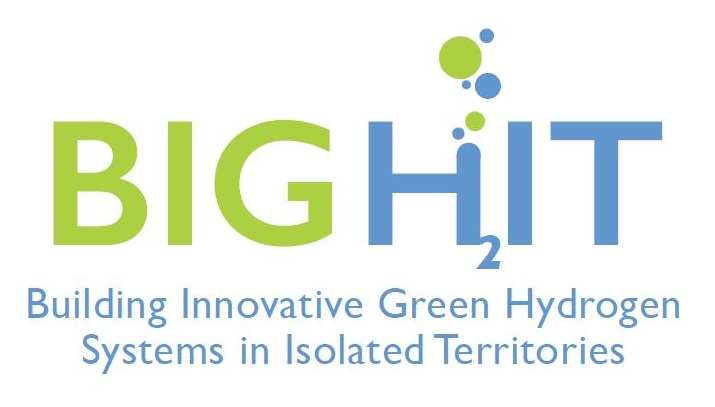 BIGH2IT
Building Innovative Green Hydrogen
Systems in Isolated Territories